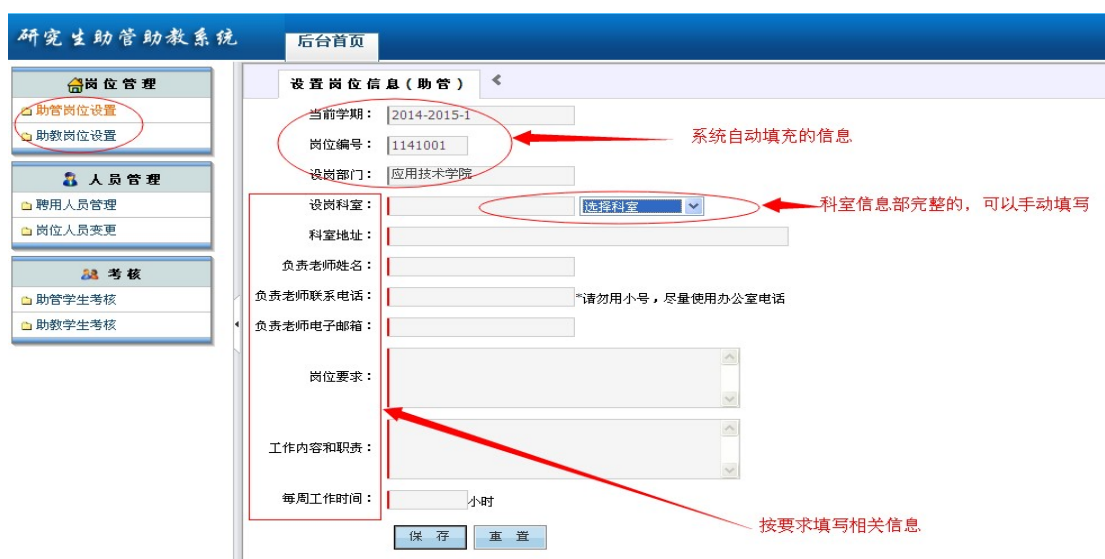 研究生助管助教系统
后台首页
岗位管理
助管岗位设置
助教岗位设置
人员管理
聘用人员管理
岗位人员变更
考核
助管学生考核
助教学生考核
设置岗位信息(助管)
当前学期： 2014-2015-1
岗位编号： 1141001
设岗部门： 应用技术学院
设岗科室： 选择科室
科室地址：
负责老师姓名：
负责老师联系电话： *请勿用小号，尽量使用办公室电话
负责老师电子邮箱：
岗位要求：
工作内容和职责：
每周工作时间： 小时
保 存 重 置
系统自动填充的信息
科室信息部完整的，可以手动填写
按要求填写相关信息